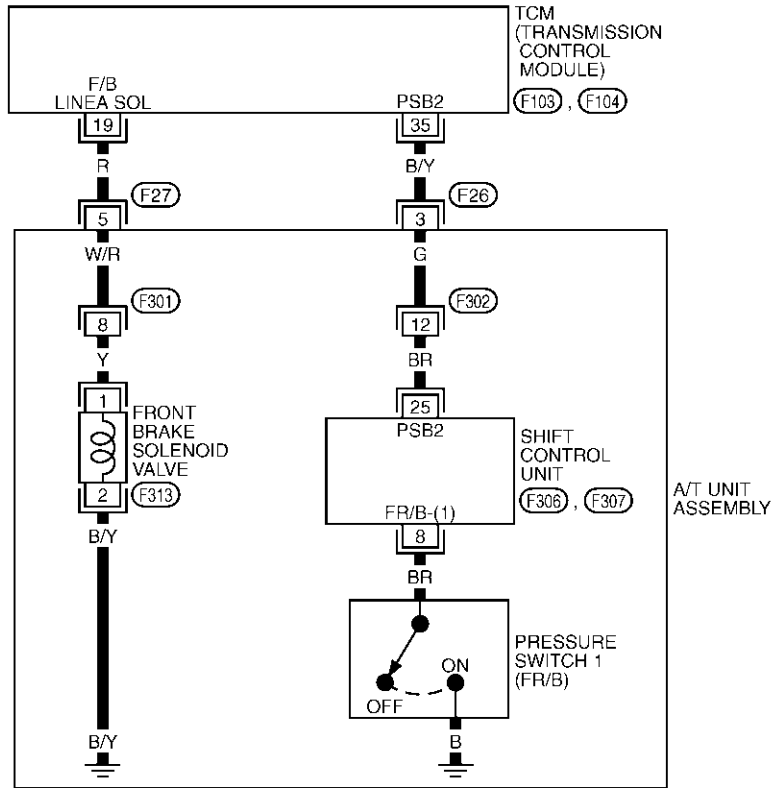 TCM
(TRANSMISSION
CONTROL
MODULE)
F103 , F104
F/B
LINEA SOL
PSB2
19
35
R
B/Y
F27
F26
5
3
W/R
G
F301
F302
8
12
Y
BR
1
25
FRONT
BRAKE
SOLENOID
VALVE
PSB2
SHIFT
CONTROL
UNIT
F306 , F307
A/T UNIT
ASSEMBLY
2
F313
FR/B-(1)
B/Y
8
BR
PRESSURE
SWITCH 1
(FR/B)
ON
OFF
B/Y
B